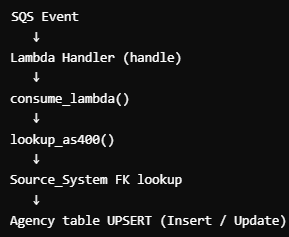 SQS Event
↓
Lambda Handler (handle)
↓
consume_lambda()
↓
lookup_as400()
↓
Source_System FK lookup
↓
Agency table UPSERT (Insert / Update)